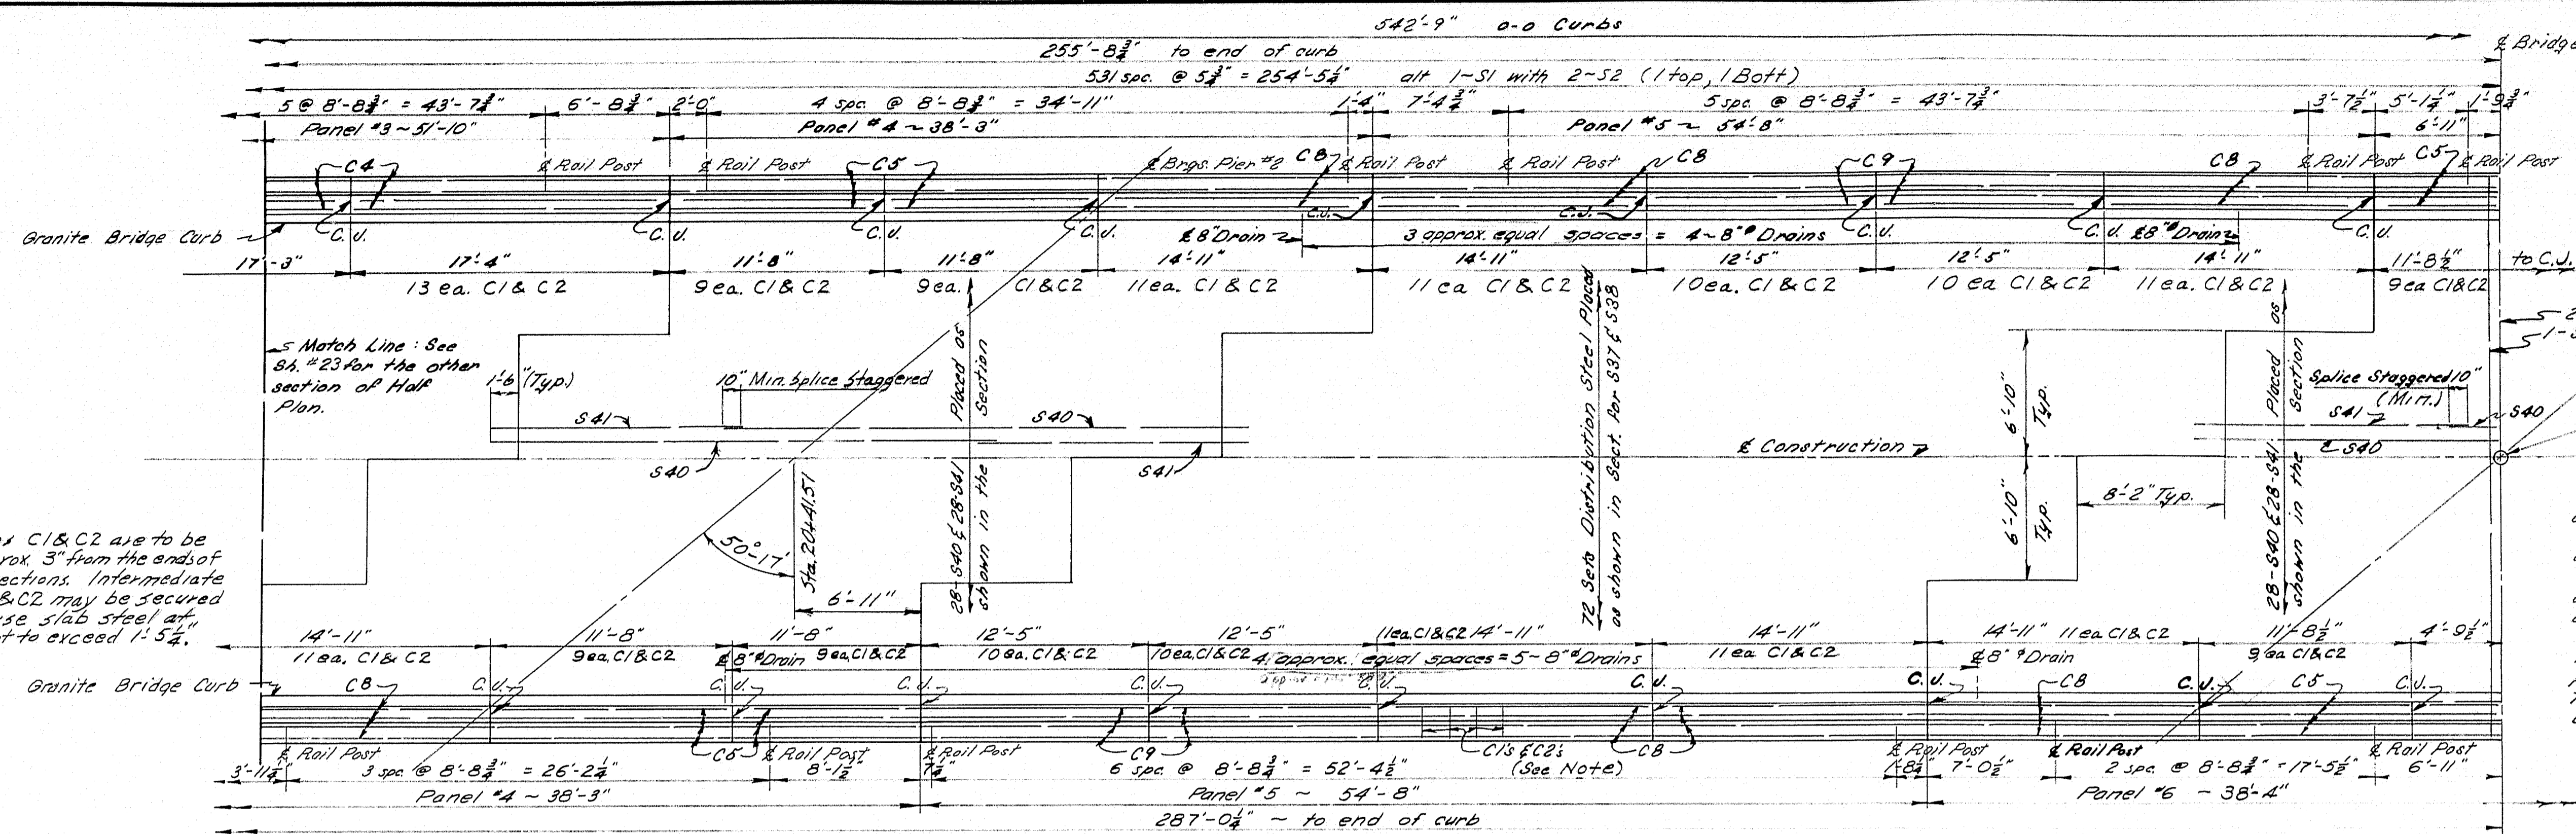 542'-9" o-o Curbs
℄ Bridge
255'-8¾" to end of curb
531 spc. @ 5¾" = 254'-5¼" alt 1~S1 with 2~S2 (1 top, 1 Bott)
5 @ 8'-8¾" = 43'-7¾" 6'-8¾" 2'-0" 4 spc. @ 8'-8¾" = 34'-11" 1'-4" 7'-4¾" 5 spc. @ 8'-8¾" = 43'-7¾" 3'-7½" 5'-1¼" 1'-9¾"
Panel #3 ~ 51'-10" Panel #4 ~ 38'-3" Panel #5 ~ 54'-8" 6'-11"
C4 ℄ Rail Post ℄ Rail Post C5 ℄ Brgs. Pier #2 C8 ℄ Rail Post ℄ Rail Post C8 C9 C8 ℄ Rail Post C5 ℄ Rail Post
C.J. C.J.
Granite Bridge Curb C.J. C.J. C.J. C.J. ℄ 8" Drain 3 approx. equal spaces = 4~8"ø Drains C.J. C.J. ℄ 8"ø Drain C.J.
17'-3" 17'-4" 11'-8" 11'-8" 14'-11" 14'-11" 12'-5" 12'-5" 14'-11" 11'-8½" to C.J.
13 ea. C1 & C2 9 ea. C1 & C2 9 ea. C1 & C2 11 ea. C1 & C2 11 ea C1 & C2 10 ea. C1 & C2 10 ea C1 & C2 11 ea. C1 & C2 9 ea C1 & C2
Match Line : See
Sh. #23 for the other
section of Half
Plan.
1'-6" (Typ.)
10" Min. Splice Staggered
S41
S40
S40
S41
28-S40 & 28-S41 Placed as
shown in the Section
72 Sets Distribution Steel Placed
as shown in Sect. for S37 & S38
℄ Construction
6'-10" Typ.
6'-10" Typ.
8'-2" Typ.
28-S40 & 28-S41 Placed as
shown in the Section
Splice Staggered 10"
(Min.)
S41
S40
S40
50°-17'
Sta. 20+41.51
6'-11"
C1 & C2 are to be
3" from the ends of
Intermediate
&C2 may be secured
slab steel at
to exceed 1'-5¼".
14'-11" 11'-8" 11'-8" 12'-5" 12'-5" 11 ea C1 & C2 14'-11" 14'-11" 14'-11" 11 ea C1 & C2 11'-8½" 4'-9½"
11 ea. C1 & C2 9 ea, C1 & C2 ℄ 8"ø Drain 9 ea, C1 & C2 10 ea, C1 & C2 10 ea, C1 & C2 4 approx. equal spaces = 5~8"ø Drains 11 ea C1 & C2 ℄ 8"ø Drain 9 ea C1 & C2
Granite Bridge Curb C8 C.J. C.J. C.J. C.J. C.J. C.J. C.J. C8 C.J. C5 C.J.
℄ Rail Post C5 ℄ Rail Post ℄ Rail Post C9 C1's & C2's C8 ℄ Rail Post ℄ Rail Post ℄ Rail Post
3'-11¼" 3 spc. @ 8'-8¾" = 26'-2¼" 8'-1½" 7¼" 6 spc @ 8'-8¾" = 52'-4½" (See Note) 1'-8¼" 7'-0½" 2 spc. @ 8'-8¾" = 17'-5½" 6'-11"
Panel #4 ~ 38'-3" Panel #5 ~ 54'-8" Panel #6 ~ 38'-4"
287'-0¼" ~ to end of curb